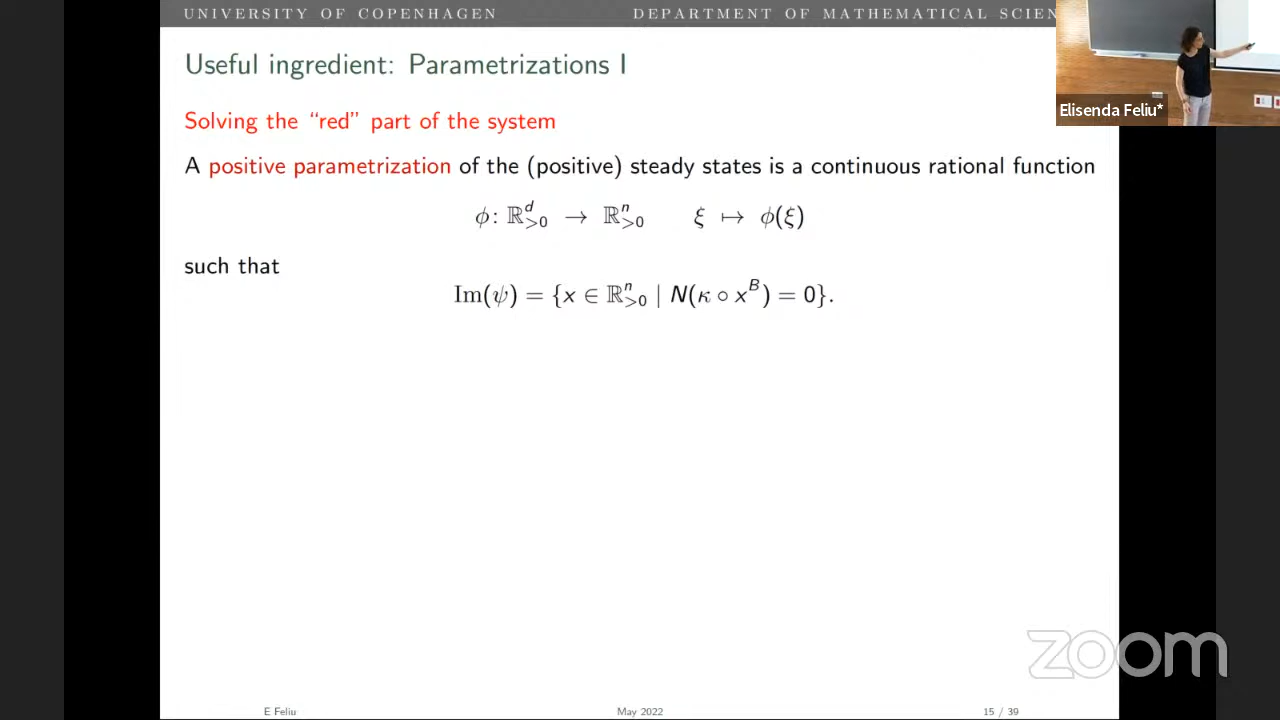 UNIVERSITY OF COPENHAGEN DEPARTMENT OF MATHEMATICAL SCIEN
Useful ingredient: Parametrizations I
Elisenda Feliu*
Solving the “red” part of the system
A positive parametrization of the (positive) steady states is a continuous rational function
ϕ: ℝ^d_{>0} → ℝ^n_{>0} ξ ↦ ϕ(ξ)
such that
Im(ψ) = {x ∈ ℝ^n_{>0} | N(κ ∘ x^B) = 0}.
zoom
E Feliu May 2022 15 / 39